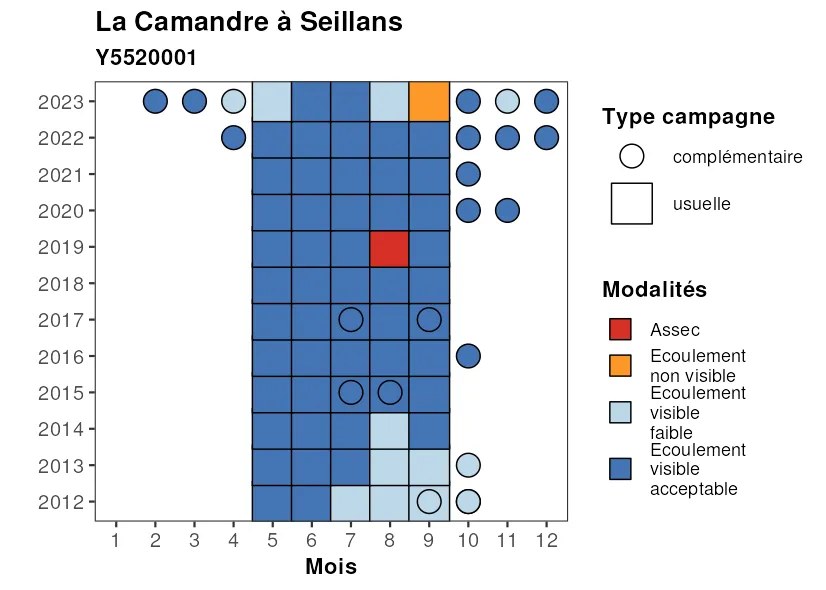 La Camandre à Seillans
Y5520001
2023
2022
2021
2020
2019
2018
2017
2016
2015
2014
2013
2012
1 2 3 4 5 6 7 8 9 10 11 12
Mois
Type campagne
complémentaire
usuelle
Modalités
Assec
Ecoulement
non visible
Ecoulement
visible
faible
Ecoulement
visible
acceptable